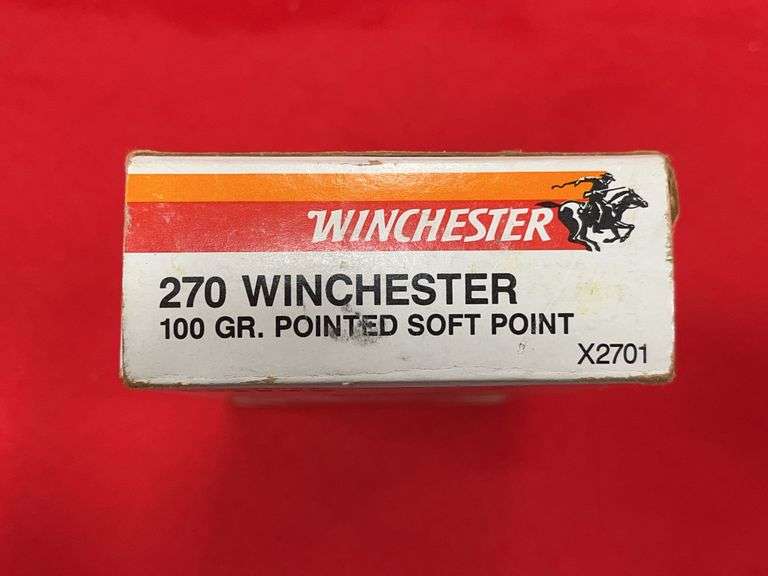 WINCHESTER
270 WINCHESTER
100 GR. POINTED SOFT POINT
X2701